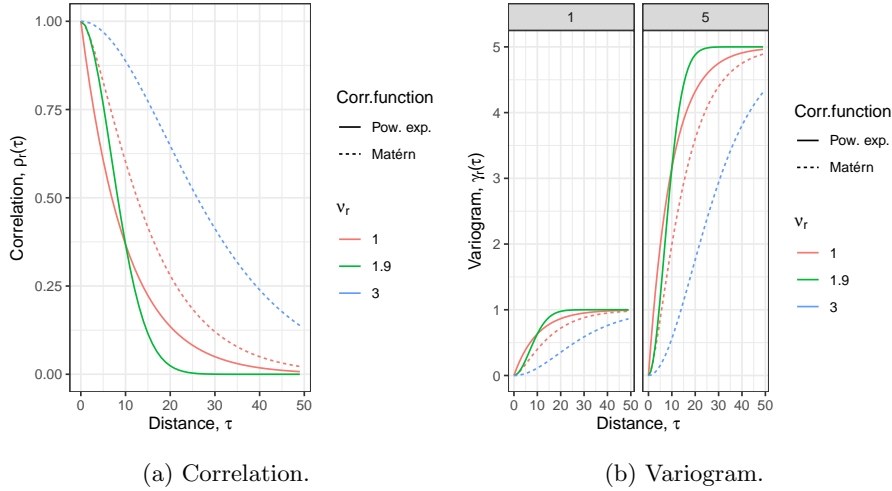 1.00
0.75
0.50
0.25
0.00
0 10 20 30 40 50
Correlation, ρr(τ)
Distance, τ
Corr.function
Pow. exp.
Matérn
νr
1
1.9
3
(a) Correlation.
1 5
5
4
3
2
1
0
0 10 20 30 40 50 0 10 20 30 40 50
Variogram, γr(τ)
Distance, τ
Corr.function
Pow. exp.
Matérn
νr
1
1.9
3
(b) Variogram.